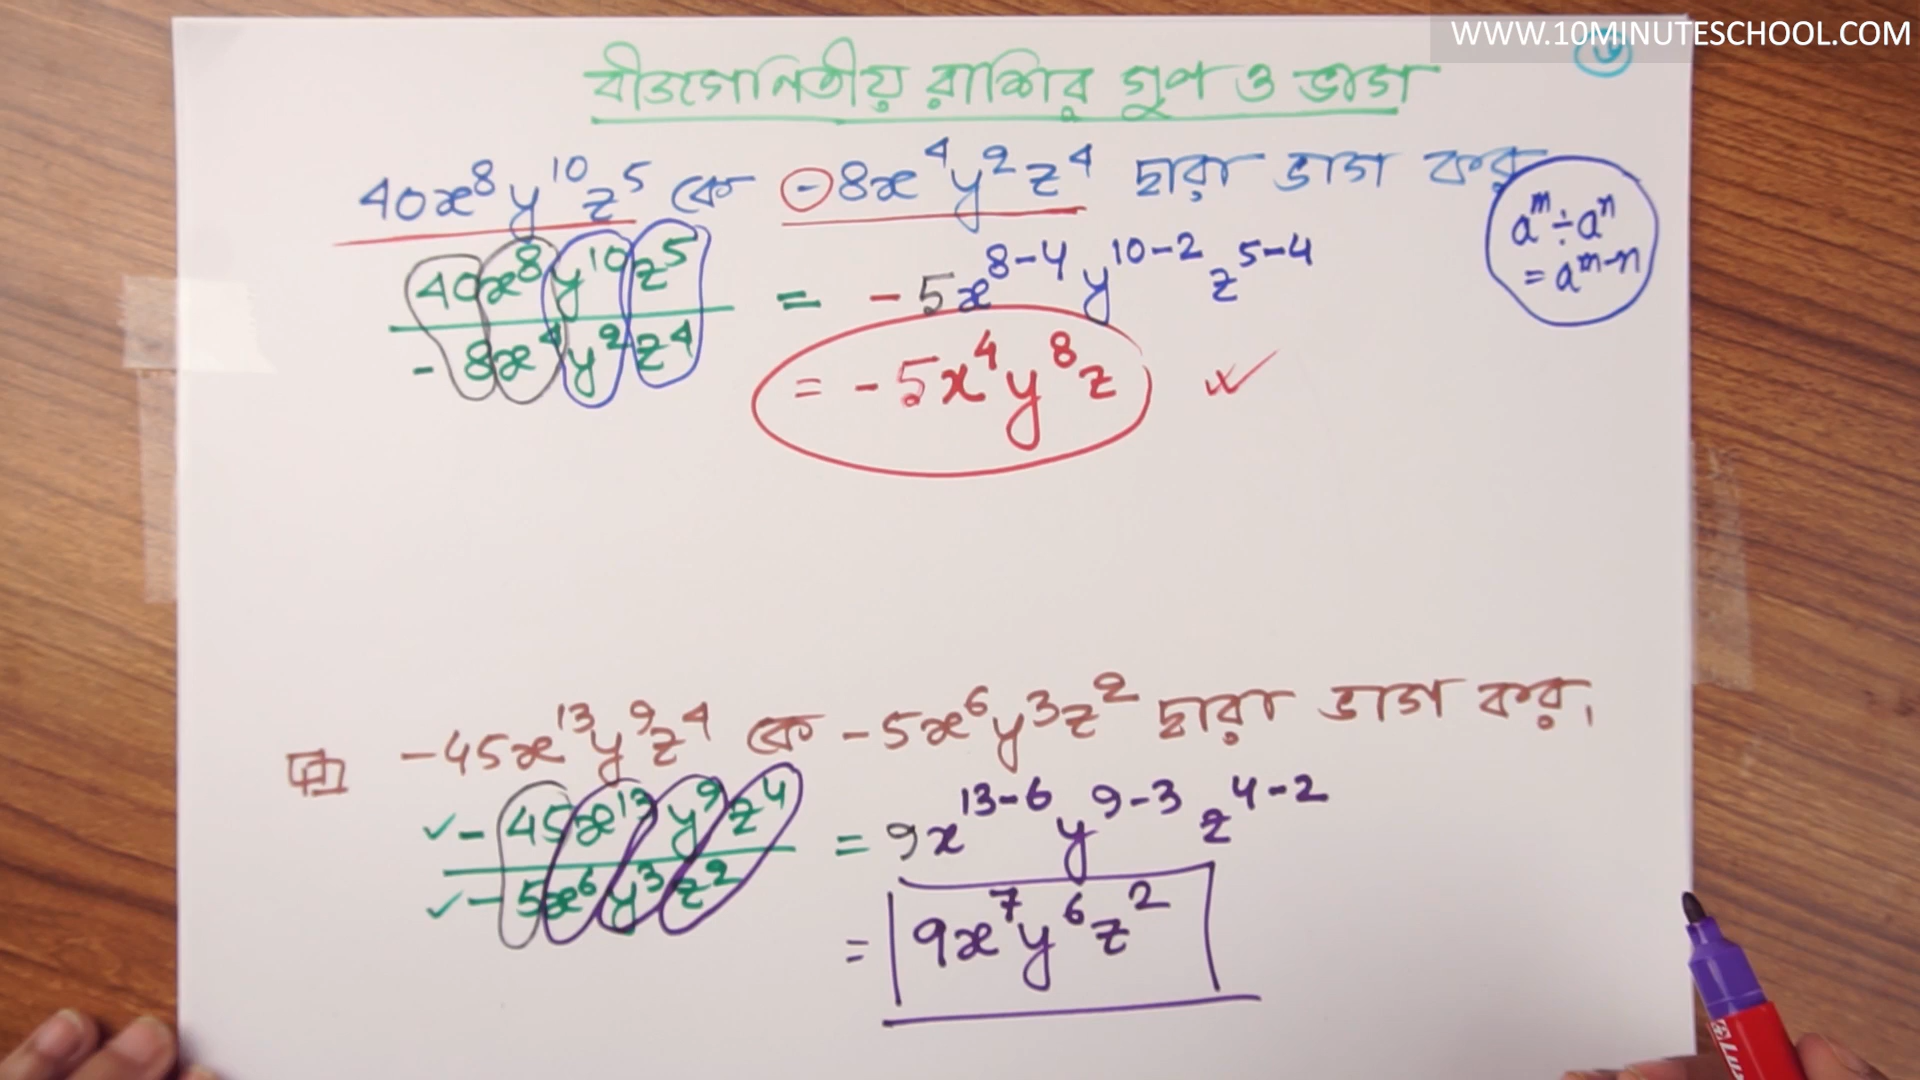 WWW.10MINUTESCHOOL.COM
বীজগেনিতীয় রাশির গুণ ও ভাগ
40x⁸y¹⁰z⁵ কে -8x⁴y²z⁴ দ্বারা ভাগ কর
aᵐ÷aⁿ
= aᵐ⁻ⁿ
40x⁸y¹⁰z⁵ / -8x⁴y²z⁴ = -5x⁸⁻⁴y¹⁰⁻²z⁵⁻⁴
= -5x⁴y⁸z
-45x¹³y⁹z⁴ কে -5x⁶y³z² দ্বারা ভাগ কর।
-45x¹³y⁹z⁴ / -5x⁶y³z² = 9x¹³⁻⁶y⁹⁻³z⁴⁻²
= 9x⁷y⁶z²